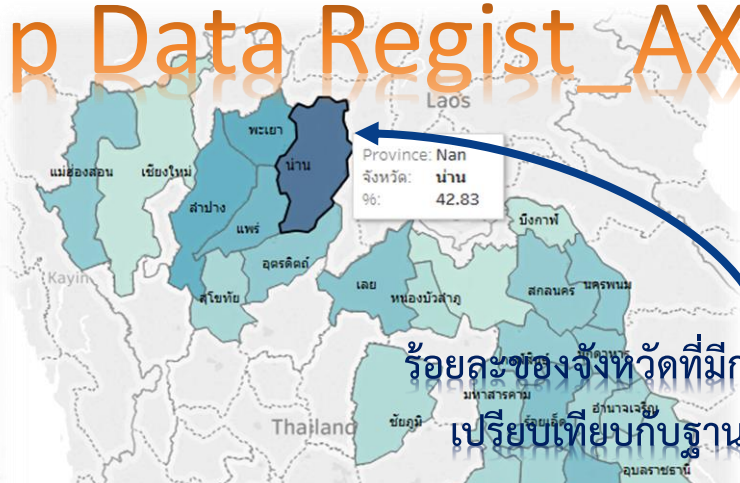 p Data Regist_AX
Laos
พะเยา
Province: Nan
แม่ฮ่องสอน
เชียงใหม่
น่าน
จังหวัด: น่าน
%: 42.83
ลำปาง
แพร่
บึงกาฬ
อุตรดิตถ์
Kayin
เลย
สกลนคร
นครพนม
สุโขทัย
หนองบัวลำภู
ร้อยละของจังหวัดที่มีก
มหาสารคาม
อำนาจเจริญ
Thailand
ชัยภูมิ
ร้อยเอ็ด
เปรียบเทียบกับฐาน
อุบลราชธานี